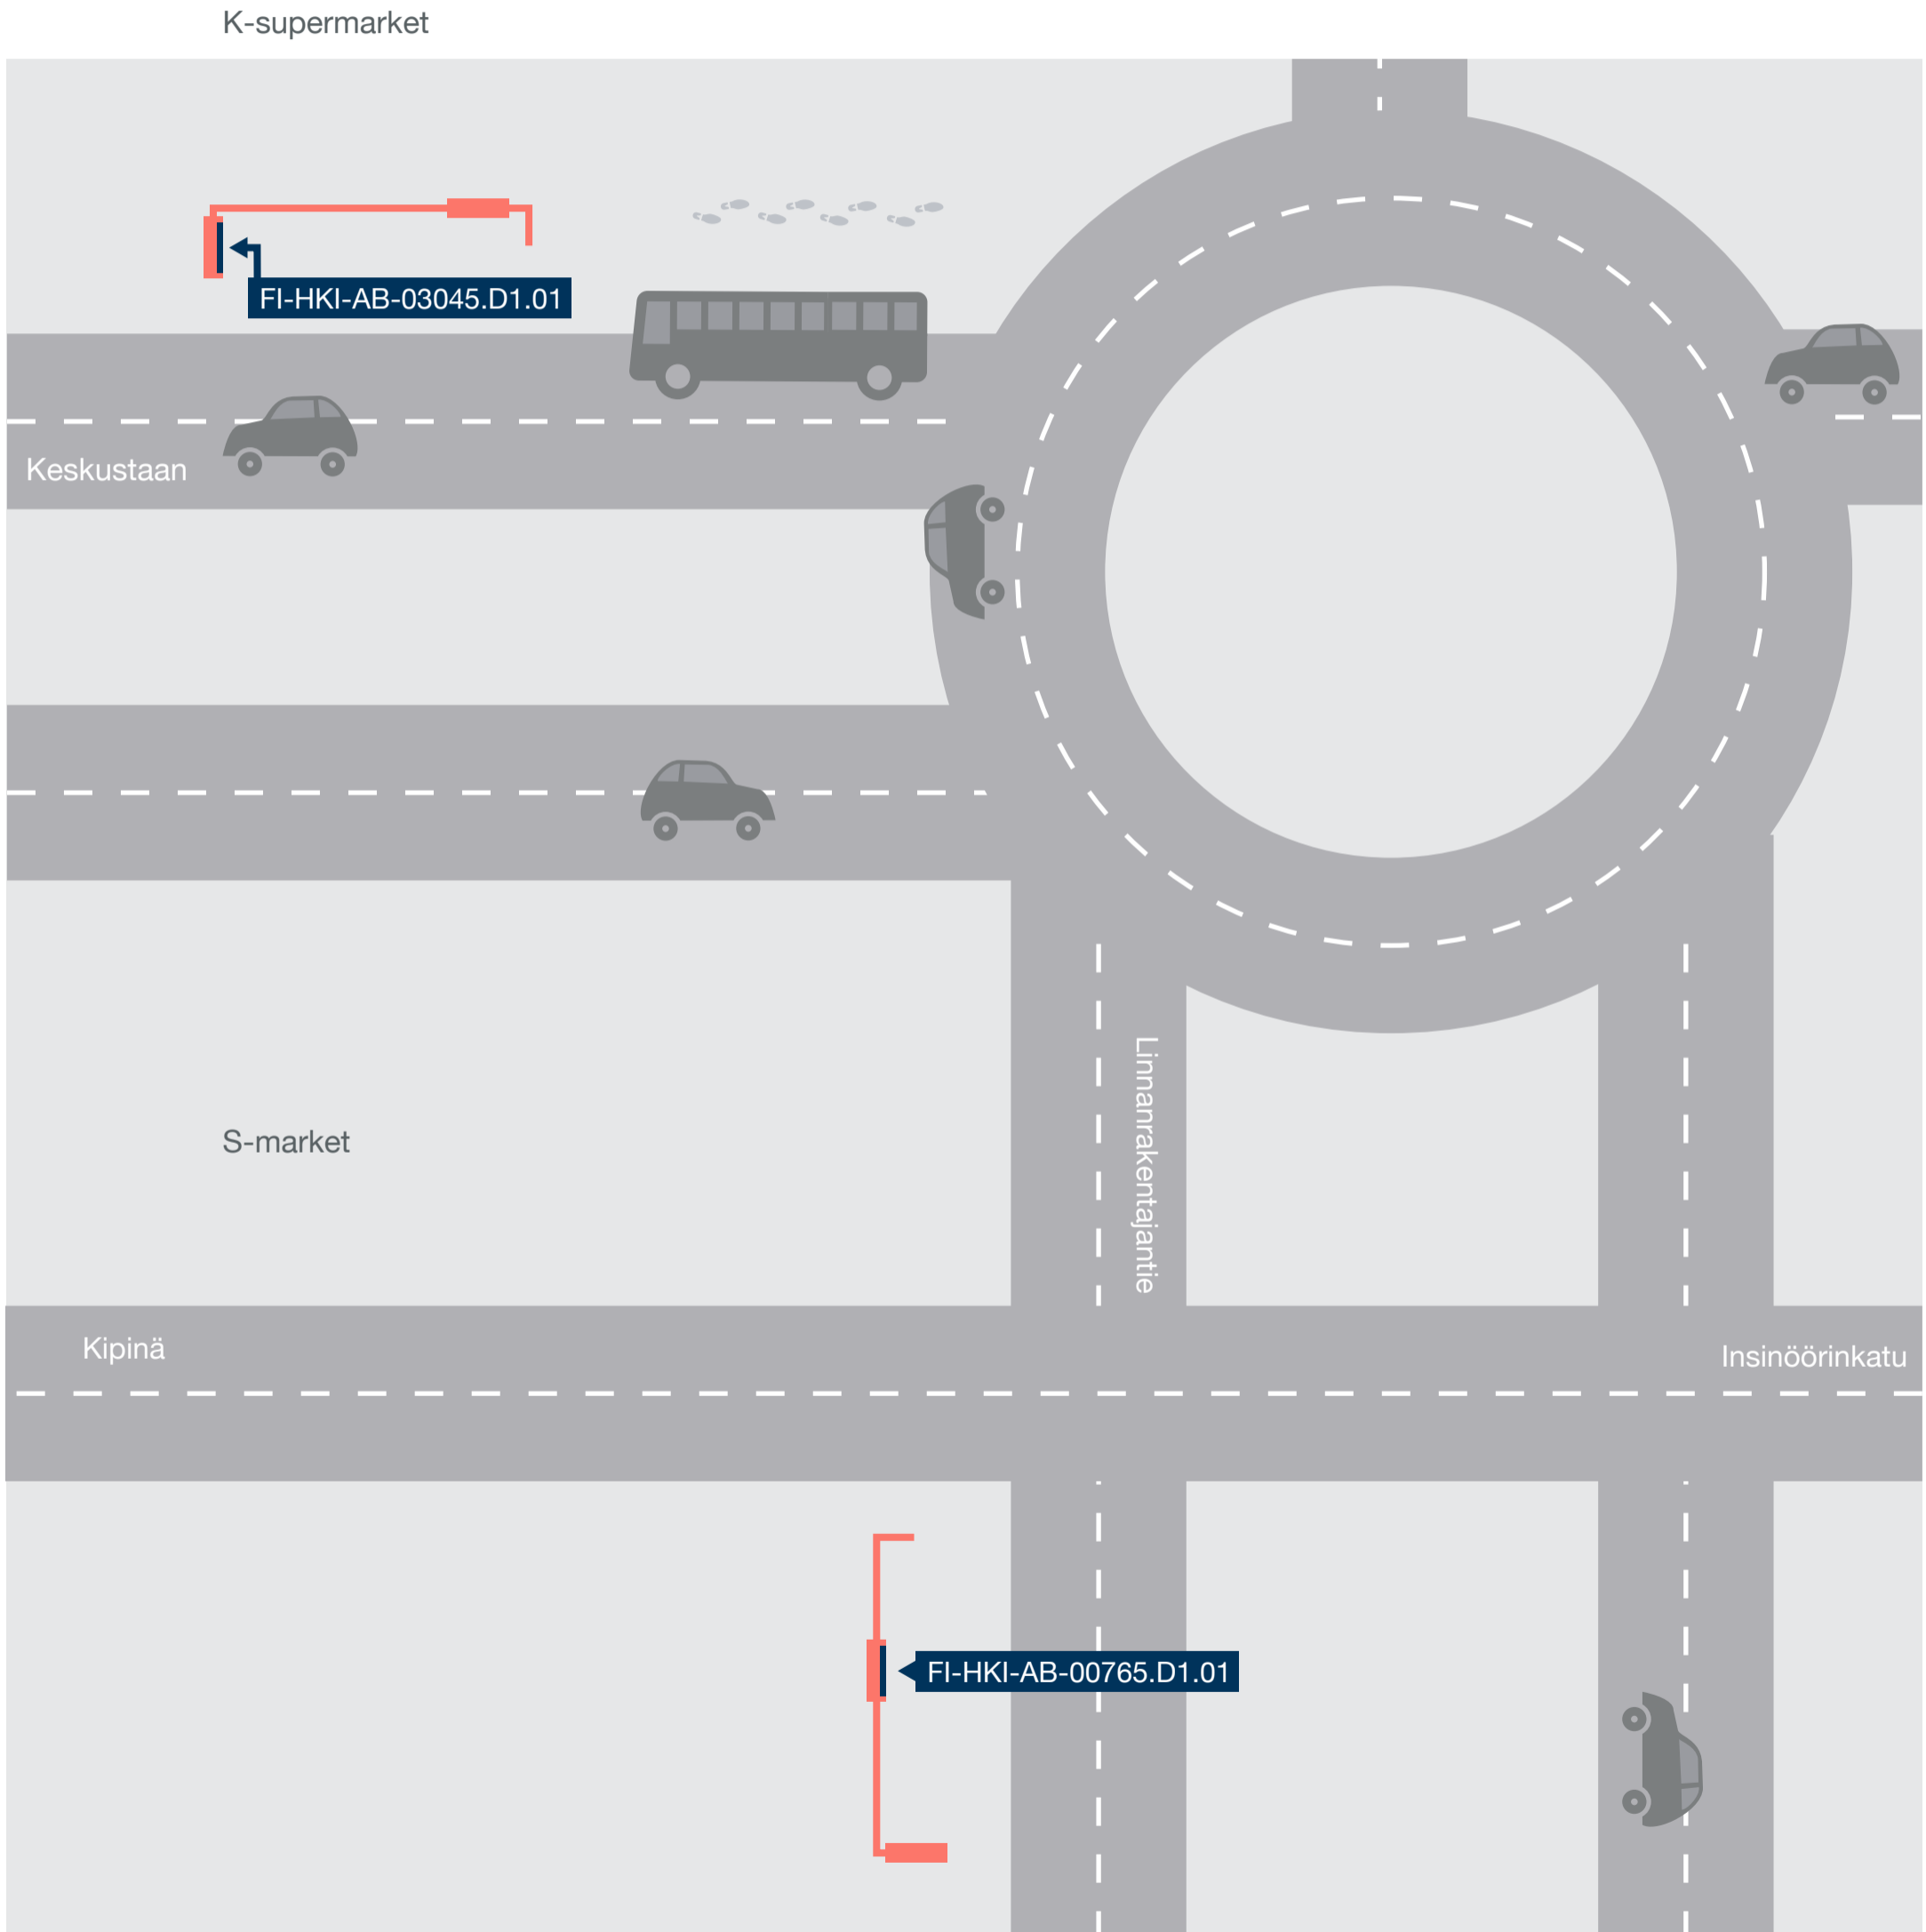 K-supermarket
FI-HKI-AB-03045.D1.01
Keskustaan
Linnanrakentajantie
S-market
Kipinä
Insinöörinkatu
FI-HKI-AB-00765.D1.01